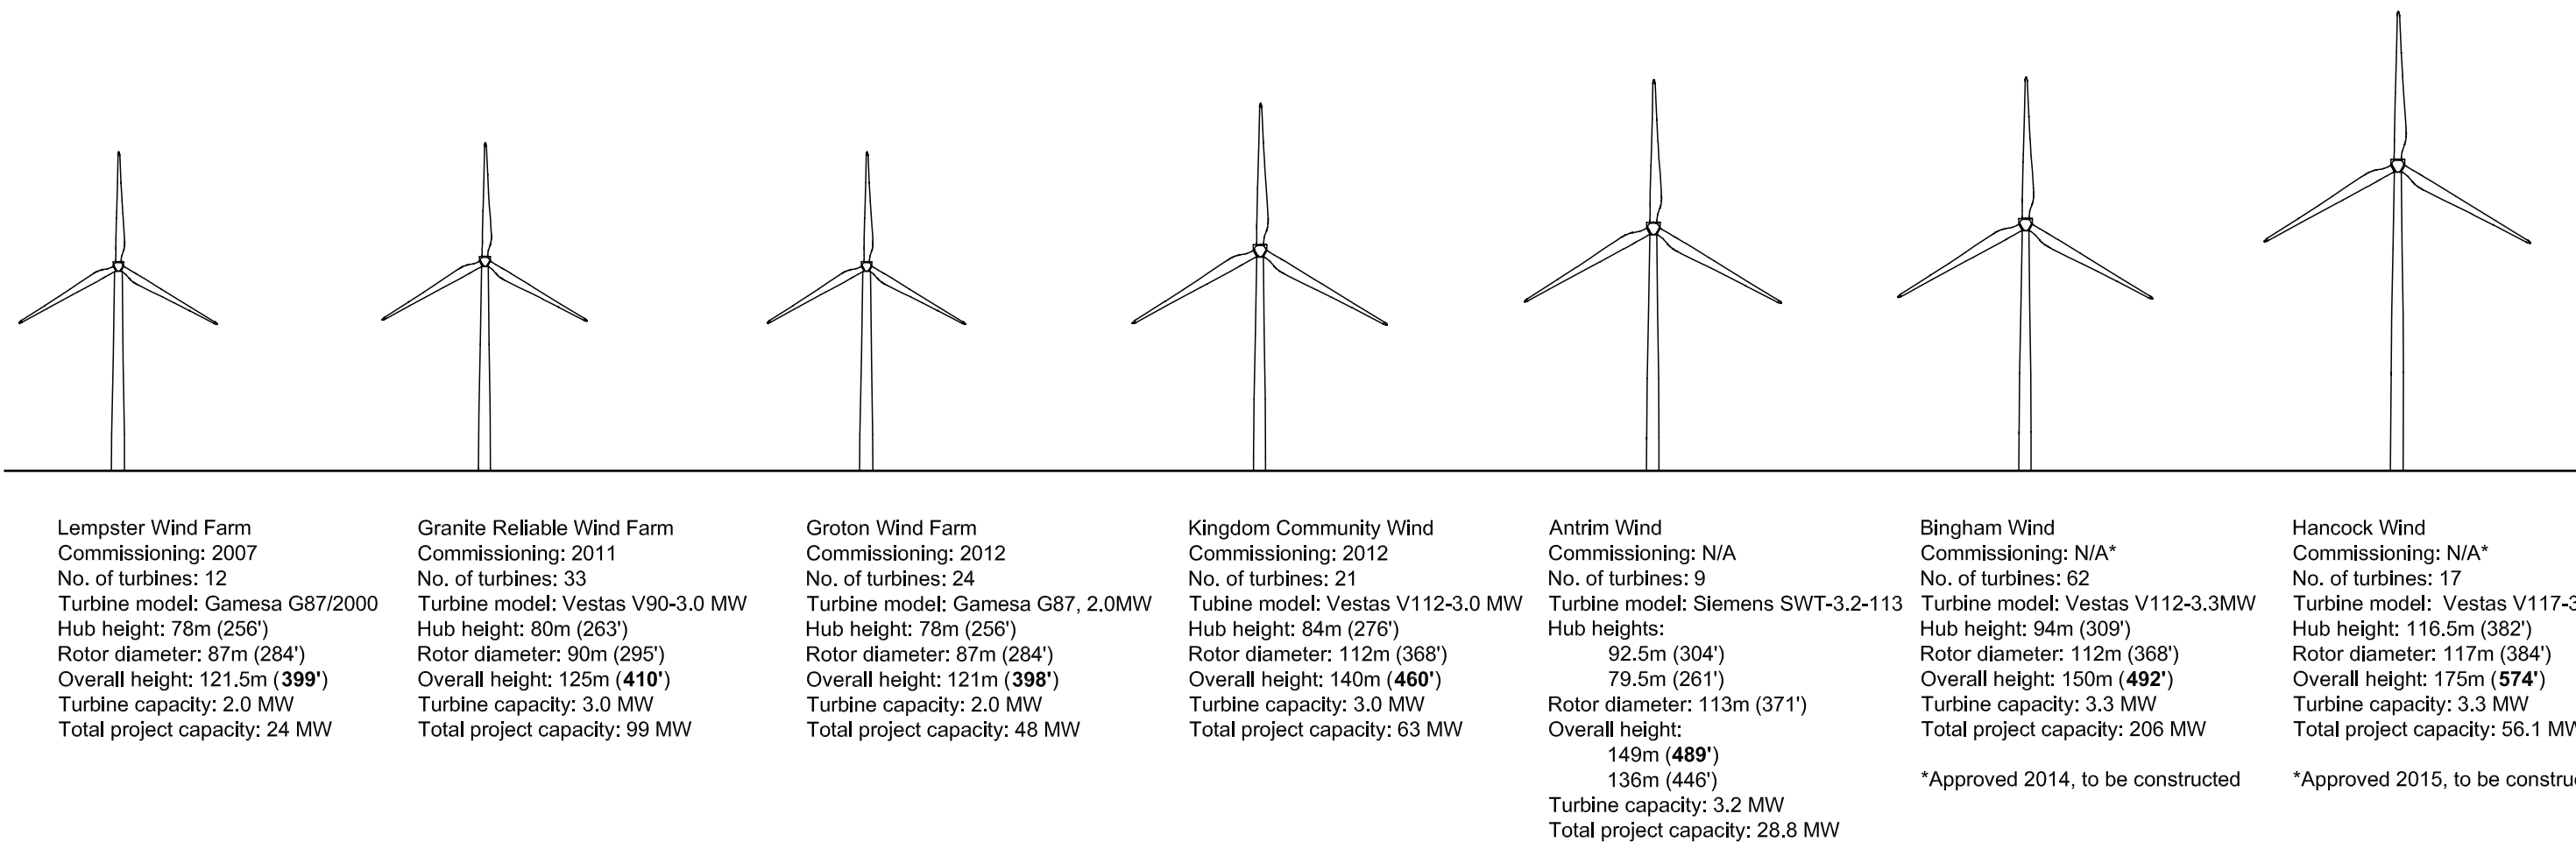 Lempster Wind Farm
Commissioning: 2007
No. of turbines: 12
Turbine model: Gamesa G87/2000
Hub height: 78m (256')
Rotor diameter: 87m (284')
Overall height: 121.5m (399')
Turbine capacity: 2.0 MW
Total project capacity: 24 MW
Granite Reliable Wind Farm
Commissioning: 2011
No. of turbines: 33
Turbine model: Vestas V90-3.0 MW
Hub height: 80m (263')
Rotor diameter: 90m (295')
Overall height: 125m (410')
Turbine capacity: 3.0 MW
Total project capacity: 99 MW
Groton Wind Farm
Commissioning: 2012
No. of turbines: 24
Turbine model: Gamesa G87, 2.0MW
Hub height: 78m (256')
Rotor diameter: 87m (284')
Overall height: 121m (398')
Turbine capacity: 2.0 MW
Total project capacity: 48 MW
Kingdom Community Wind
Commissioning: 2012
No. of turbines: 21
Tubine model: Vestas V112-3.0 MW
Hub height: 84m (276')
Rotor diameter: 112m (368')
Overall height: 140m (460')
Turbine capacity: 3.0 MW
Total project capacity: 63 MW
Antrim Wind
Commissioning: N/A
No. of turbines: 9
Turbine model: Siemens SWT-3.2-113
Hub heights:
92.5m (304')
79.5m (261')
Rotor diameter: 113m (371')
Overall height:
149m (489')
136m (446')
Turbine capacity: 3.2 MW
Total project capacity: 28.8 MW
Bingham Wind
Commissioning: N/A*
No. of turbines: 62
Turbine model: Vestas V112-3.3MW
Hub height: 94m (309')
Rotor diameter: 112m (368')
Overall height: 150m (492')
Turbine capacity: 3.3 MW
Total project capacity: 206 MW
*Approved 2014, to be constructed
Hancock Wind
Commissioning: N/A*
No. of turbines: 17
Turbine model: Vestas V117-3
Hub height: 116.5m (382')
Rotor diameter: 117m (384')
Overall height: 175m (574')
Turbine capacity: 3.3 MW
Total project capacity: 56.1 MW
*Approved 2015, to be